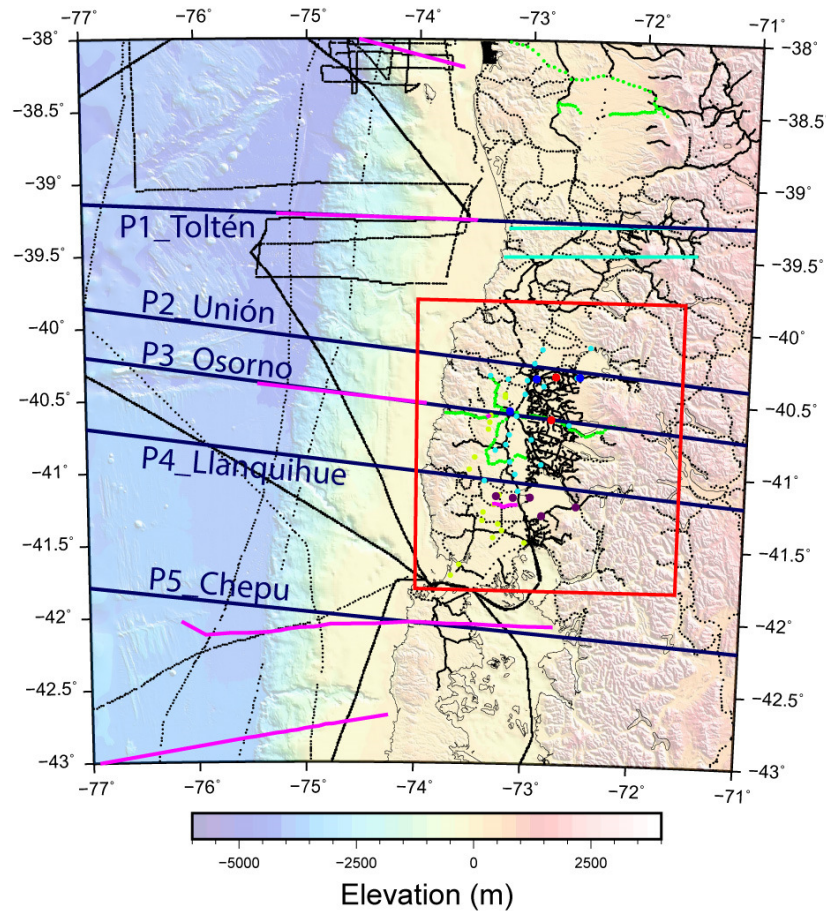 −77° −76° −75° −74° −73° −72° −71°
−38° −38°
−38.5° −38.5°
−39° −39°
P1_Toltén
−39.5° −39.5°
P2_Unión
−40° −40°
P3_Osorno
−40.5° −40.5°
−41° −41°
P4_Llanquihue
−41.5° −41.5°
P5_Chepu
−42° −42°
−42.5° −42.5°
−43° −43°
−77° −76° −75° −74° −73° −72° −71°
−5000 −2500 0 2500
Elevation (m)